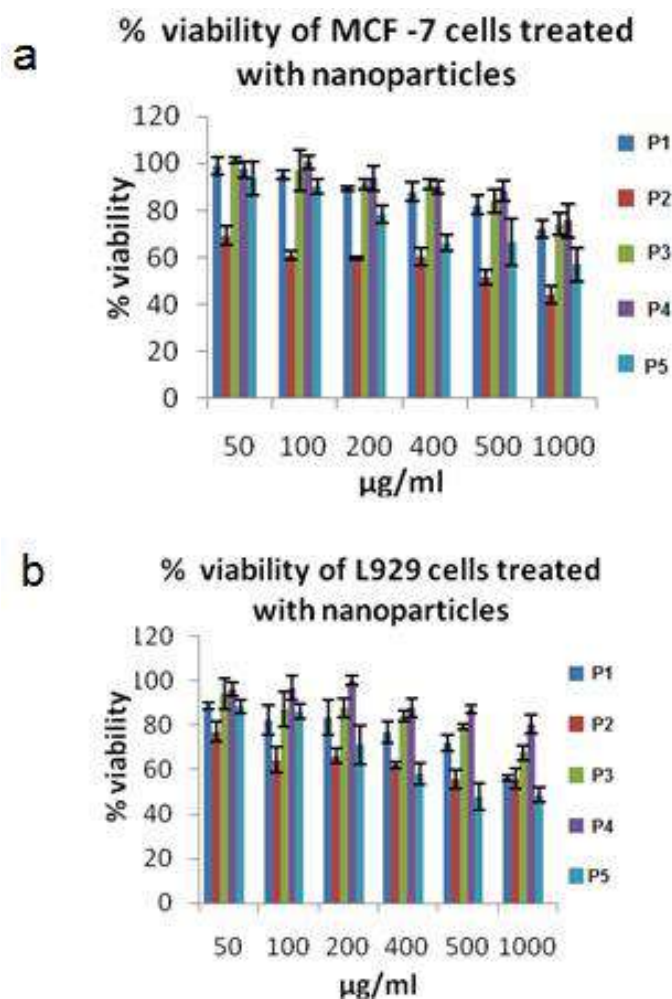 a
% viability of MCF -7 cells treated
with nanoparticles
120
100
80
60
40
20
0
% viability
50 100 200 400 500 1000
µg/ml
P1
P2
P3
P4
P5
b
% viability of L929 cells treated
with nanoparticles
120
100
80
60
40
20
0
% viability
50 100 200 400 500 1000
µg/ml
P1
P2
P3
P4
P5